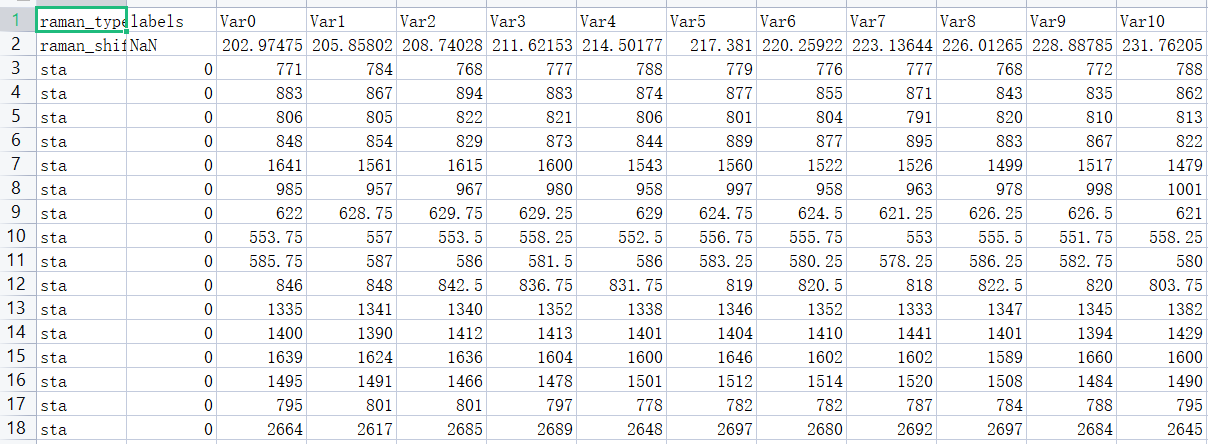 1 raman_type labels Var0 Var1 Var2 Var3 Var4 Var5 Var6 Var7 Var8 Var9 Var10
2 raman_shif NaN 202.97475 205.85802 208.74028 211.62153 214.50177 217.381 220.25922 223.13644 226.01265 228.88785 231.76205
3 sta 0 771 784 768 777 788 779 776 777 768 772 788
4 sta 0 883 867 894 883 874 877 855 871 843 835 862
5 sta 0 806 805 822 821 806 801 804 791 820 810 813
6 sta 0 848 854 829 873 844 889 877 895 883 867 822
7 sta 0 1641 1561 1615 1600 1543 1560 1522 1526 1499 1517 1479
8 sta 0 985 957 967 980 958 997 958 963 978 998 1001
9 sta 0 622 628.75 629.75 629.25 629 624.75 624.5 621.25 626.25 626.5 621
10 sta 0 553.75 557 553.5 558.25 552.5 556.75 555.75 553 555.5 551.75 558.25
11 sta 0 585.75 587 586 581.5 586 583.25 580.25 578.25 586.25 582.75 580
12 sta 0 846 848 842.5 836.75 831.75 819 820.5 818 822.5 820 803.75
13 sta 0 1335 1341 1340 1352 1338 1346 1352 1333 1347 1345 1382
14 sta 0 1400 1390 1412 1413 1401 1404 1410 1441 1401 1394 1429
15 sta 0 1639 1624 1636 1604 1600 1646 1602 1602 1589 1660 1600
16 sta 0 1495 1491 1466 1478 1501 1512 1514 1520 1508 1484 1490
17 sta 0 795 801 801 797 778 782 782 787 784 788 795
18 sta 0 2664 2617 2685 2689 2648 2697 2680 2692 2697 2684 2645